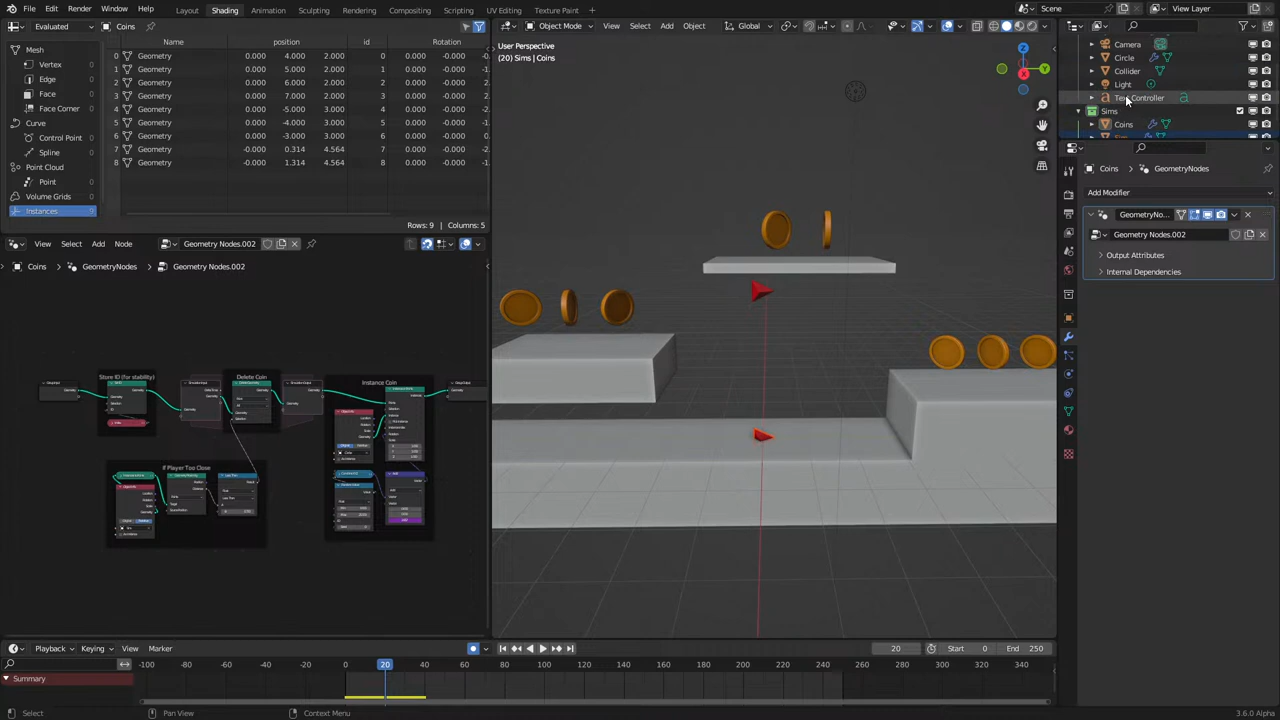 File Edit Render Window Help Layout Shading Animation Rendering Compositing Scripting UV Editing Texture Paint Scene View Layer
Evaluated Coins
Object Mode View Select Add Object Global
Mesh
Vertex 0
Edge 0
Face 0
Face Corner 0
Curve
Control Point 0
Spline 0
Point Cloud
Point 0
Volume Grids 0
Instances 9
Name position id Rotation
0 Geometry 0.000 4.000 2.000 0 0.000 -0.000 -1.
1 Geometry 0.000 5.000 2.000 1 0.000 -0.000 -1.
2 Geometry 0.000 6.000 2.000 2 0.000 -0.000 -1.
3 Geometry 0.000 7.000 2.000 3 0.000 -0.000 -1.
4 Geometry -0.000 -5.000 3.000 4 0.000 -0.000 -2.
5 Geometry -0.000 -4.000 3.000 5 0.000 -0.000 -1.
6 Geometry -0.000 -3.000 3.000 6 0.000 -0.000 -1.
7 Geometry -0.000 0.314 4.564 7 0.000 -0.000 -2.
8 Geometry -0.000 1.314 4.564 8 0.000 -0.000 -1.
Rows: 9 Columns: 5
User Perspective
(20) Sims | Coins
Z
Y
X
Camera
Circle
Collider
Light
Text Controller
Sims
Coins
Coins GeometryNodes
Add Modifier
GeometryNo...
Geometry Nodes.002
Output Attributes
Internal Dependencies
View Select Add Node Geometry Nodes.002
Coins GeometryNodes Geometry Nodes.002
Store ID (for stability)
Delete Coin
Instance Coin
If Player Too Close
Playback Keying View Marker 20 Start 0 End 250
-100 -80 -60 -40 -20 0 20 40 60 80 100 120 140 160 180 200 220 240 260 280 300 320 340
Summary
Select Pan View Context Menu 3.6.0 Alpha